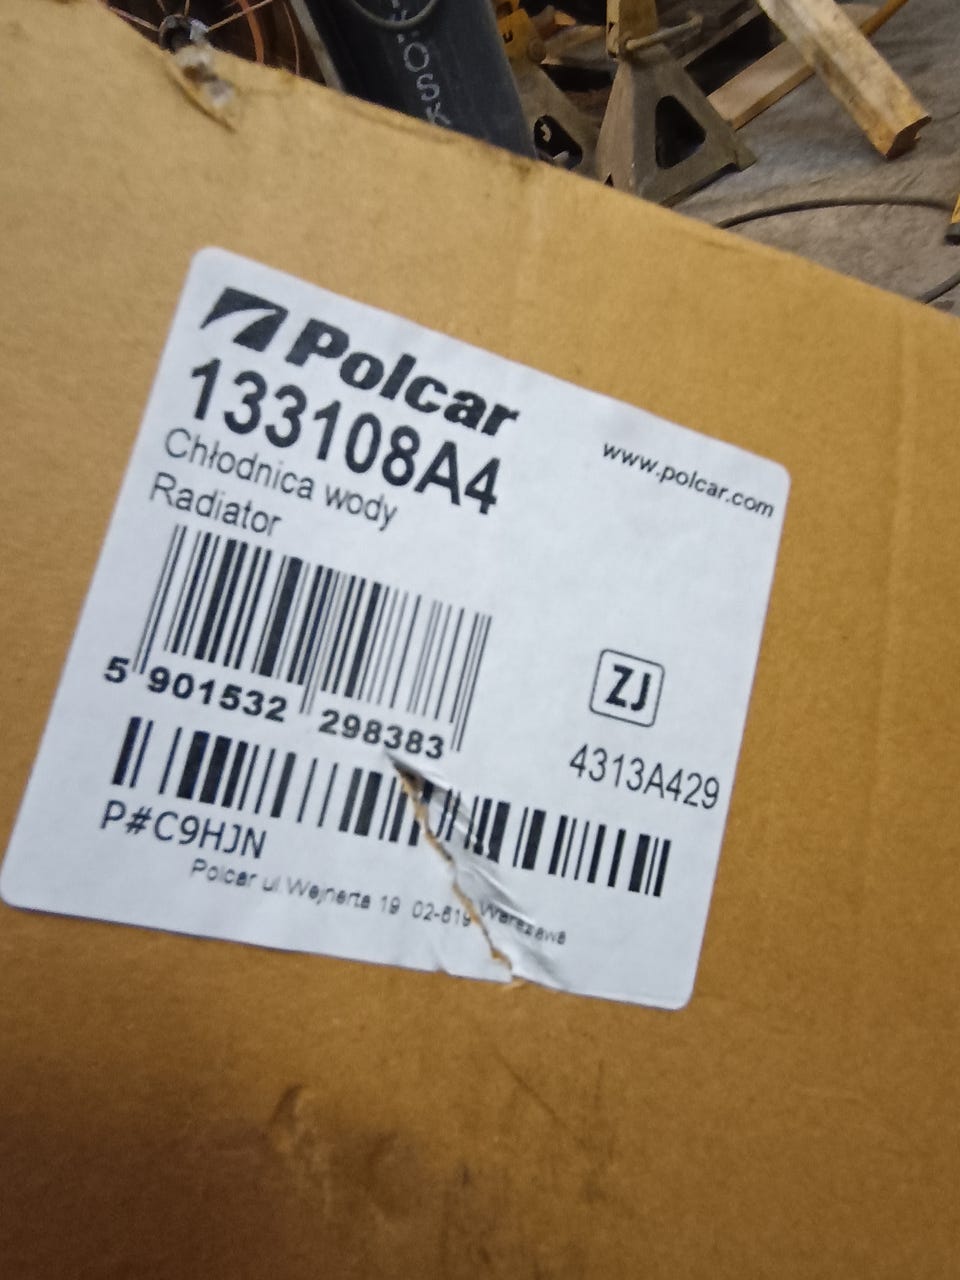 Polcar
133108A4
www.polcar.com
Chłodnica wody
Radiator
5 901532 298383
ZJ
4313A429
P#C9HJN
Polcar ul.Wejnerta 19 02-619 Warszawa